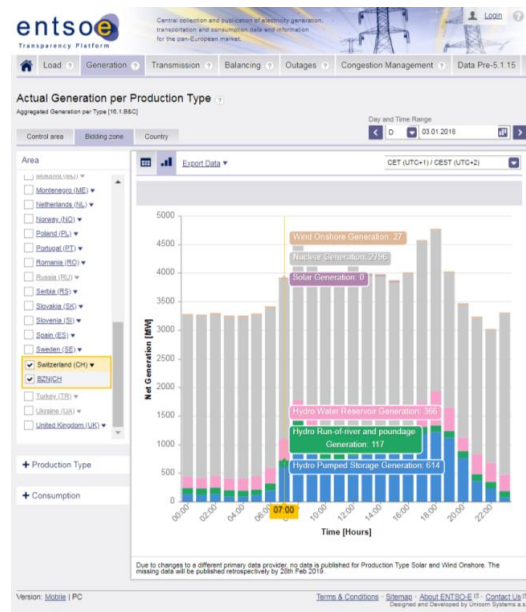 entsoe
Transparency Platform
Central collection and publication of electricity generation,
transportation and consumption data and information
for the pan-European market.
Login
Load
Generation
Transmission
Balancing
Outages
Congestion Management
Data Pre-5.1.15
Actual Generation per Production Type
Aggregated Generation per Type [16.1.B&C]
Day and Time Range
Control area
Bidding zone
Country
D
03.01.2018
Area
Export Data
CET (UTC+1) / CEST (UTC+2)
Montenegro (ME)
Netherlands (NL)
Norway (NO)
Poland (PL)
Portugal (PT)
Romania (RO)
Russia (RU)
Serbia (RS)
Slovakia (SK)
Slovenia (SI)
Spain (ES)
Sweden (SE)
Switzerland (CH)
BZN|CH
Turkey (TR)
Ukraine (UA)
United Kingdom (UK)
+ Production Type
+ Consumption
Net Generation [MW]
5000
4500
4000
3500
3000
2500
2000
1500
1000
500
0
Wind Onshore Generation: 27
Nuclear Generation: 2796
Solar Generation: 0
Hydro Water Reservoir Generation: 366
Hydro Run-of-river and poundage
Generation: 117
Hydro Pumped Storage Generation: 614
00:00
02:00
04:00
07:00
10:00
12:00
14:00
16:00
18:00
20:00
22:00
Time [Hours]
Due to changes to a different primary data provider, no data is published for Production Type Solar and Wind Onshore. The
missing data will be published retrospectively by 28th Feb 2019.
Version: Mobile | PC
Terms & Conditions - Sitemap - About ENTSO-E - Contact Us
Designed and Developed by Unicorn Systems a.s.